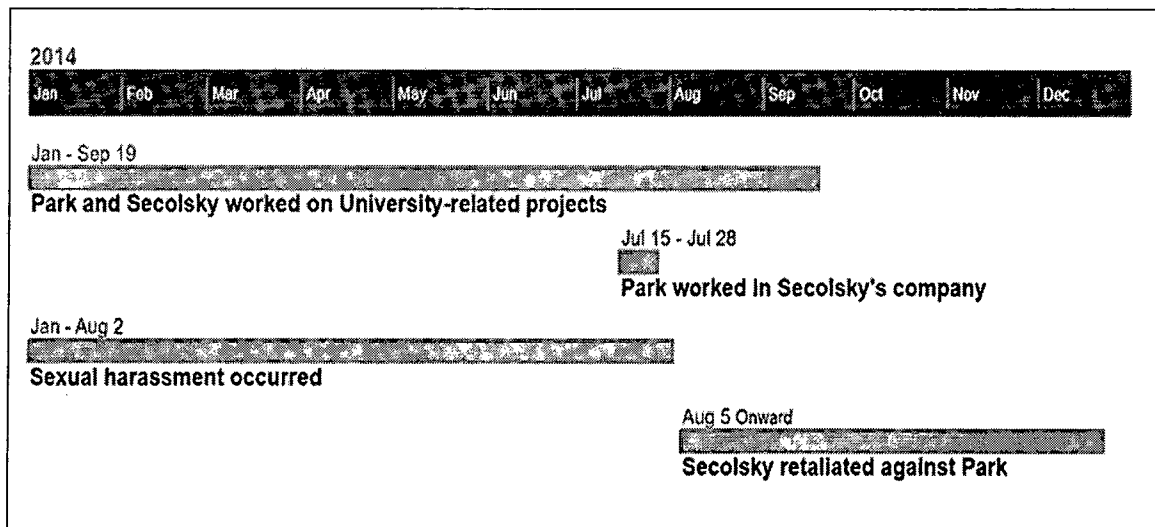 2014
Jan Feb Mar Apr May Jun Jul Aug Sep Oct Nov Dec
Jan - Sep 19
Park and Secolsky worked on University-related projects
Jul 15 - Jul 28
Park worked in Secolsky's company
Jan - Aug 2
Sexual harassment occurred
Aug 5 Onward
Secolsky retaliated against Park